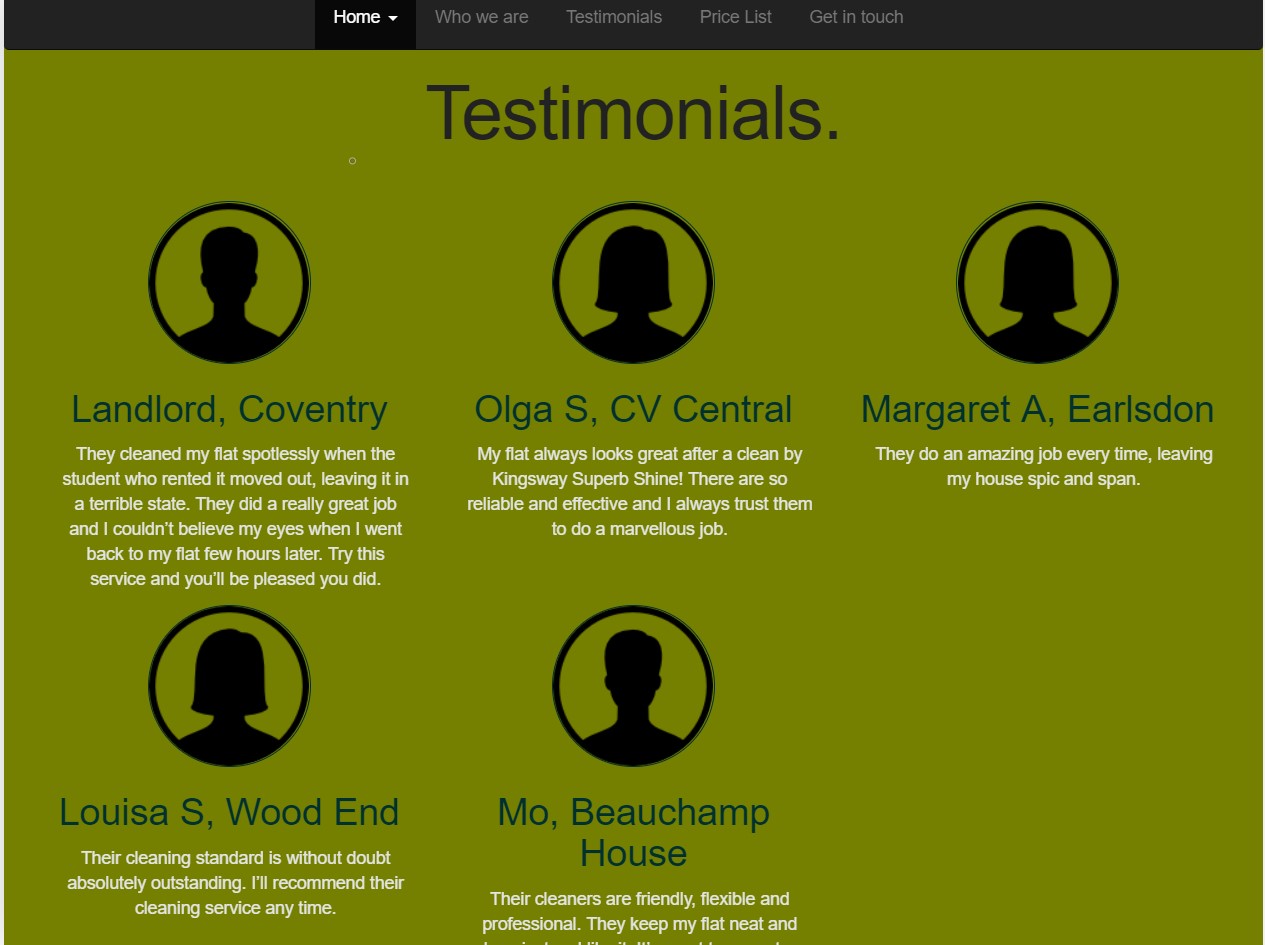 Home
Who we are
Testimonials
Price List
Get in touch
Testimonials.
Landlord, Coventry
They cleaned my flat spotlessly when the
student who rented it moved out, leaving it in
a terrible state. They did a really great job
and I couldn’t believe my eyes when I went
back to my flat few hours later. Try this
service and you’ll be pleased you did.
Olga S, CV Central
My flat always looks great after a clean by
Kingsway Superb Shine! There are so
reliable and effective and I always trust them
to do a marvellous job.
Margaret A, Earlsdon
They do an amazing job every time, leaving
my house spic and span.
Louisa S, Wood End
Their cleaning standard is without doubt
absolutely outstanding. I’ll recommend their
cleaning service any time.
Mo, Beauchamp
House
Their cleaners are friendly, flexible and
professional. They keep my flat neat and